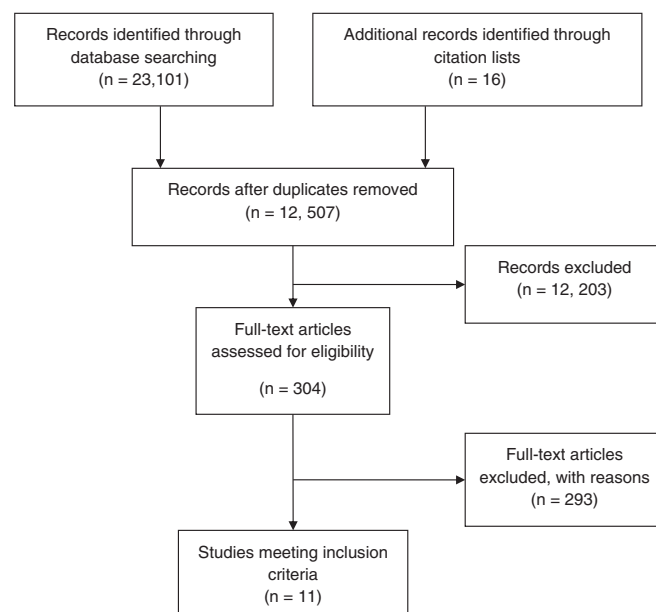 Records identified through
database searching
(n = 23,101)
Additional records identified through
citation lists
(n = 16)
Records after duplicates removed
(n = 12, 507)
Records excluded
(n = 12, 203)
Full-text articles
assessed for eligibility
(n = 304)
Full-text articles
excluded, with reasons
(n = 293)
Studies meeting inclusion
criteria
(n = 11)